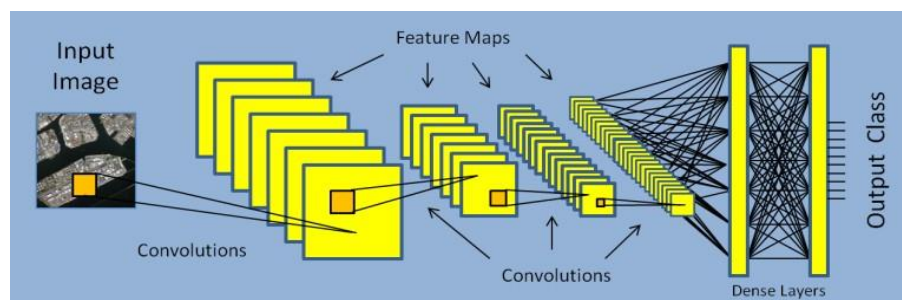 Input
Image
Feature Maps
Convolutions
Convolutions
Dense Layers
Output Class